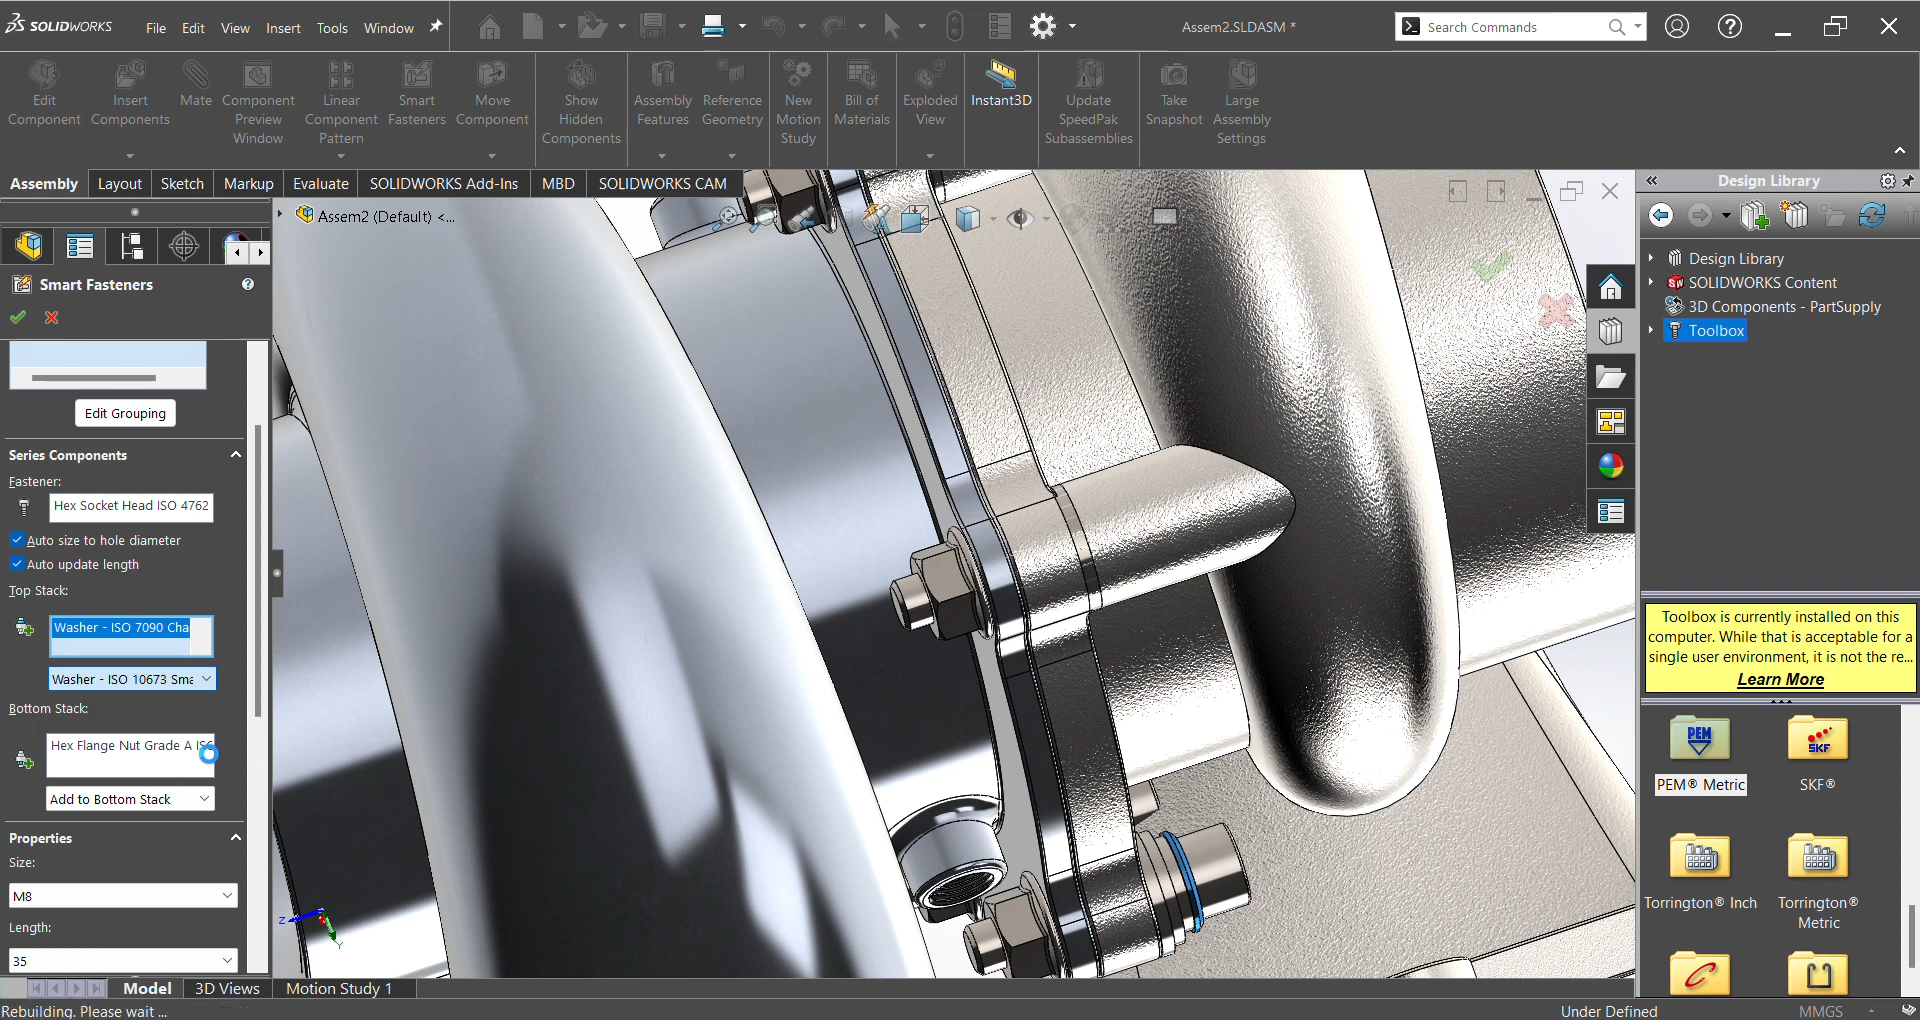 SOLIDWORKS
File Edit View Insert Tools Window
Assem2.SLDASM *
Search Commands
Edit Component
Insert Components
Mate
Component Preview Window
Linear Component Pattern
Smart Fasteners
Move Component
Show Hidden Components
Assembly Features
Reference Geometry
New Motion Study
Bill of Materials
Exploded View
Instant3D
Update SpeedPak Subassemblies
Take Snapshot
Large Assembly Settings
Assembly Layout Sketch Markup Evaluate SOLIDWORKS Add-Ins MBD SOLIDWORKS CAM
Assem2 (Default) <...
Smart Fasteners
Edit Grouping
Series Components
Fastener:
Hex Socket Head ISO 4762
Auto size to hole diameter
Auto update length
Top Stack:
Washer - ISO 7090 Cha
Washer - ISO 10673 Sma
Bottom Stack:
Hex Flange Nut Grade A ISO
Add to Bottom Stack
Properties
Size:
M8
Length:
35
Z
Y
Design Library
Design Library
SOLIDWORKS Content
3D Components - PartSupply
Toolbox
Toolbox is currently installed on this
computer. While that is acceptable for a
single user environment, it is not the re...
Learn More
PEM
SKF
PEM® Metric
SKF®
Torrington® Inch
Torrington® Metric
Model 3D Views Motion Study 1
Rebuilding. Please wait ...
Under Defined
MMGS